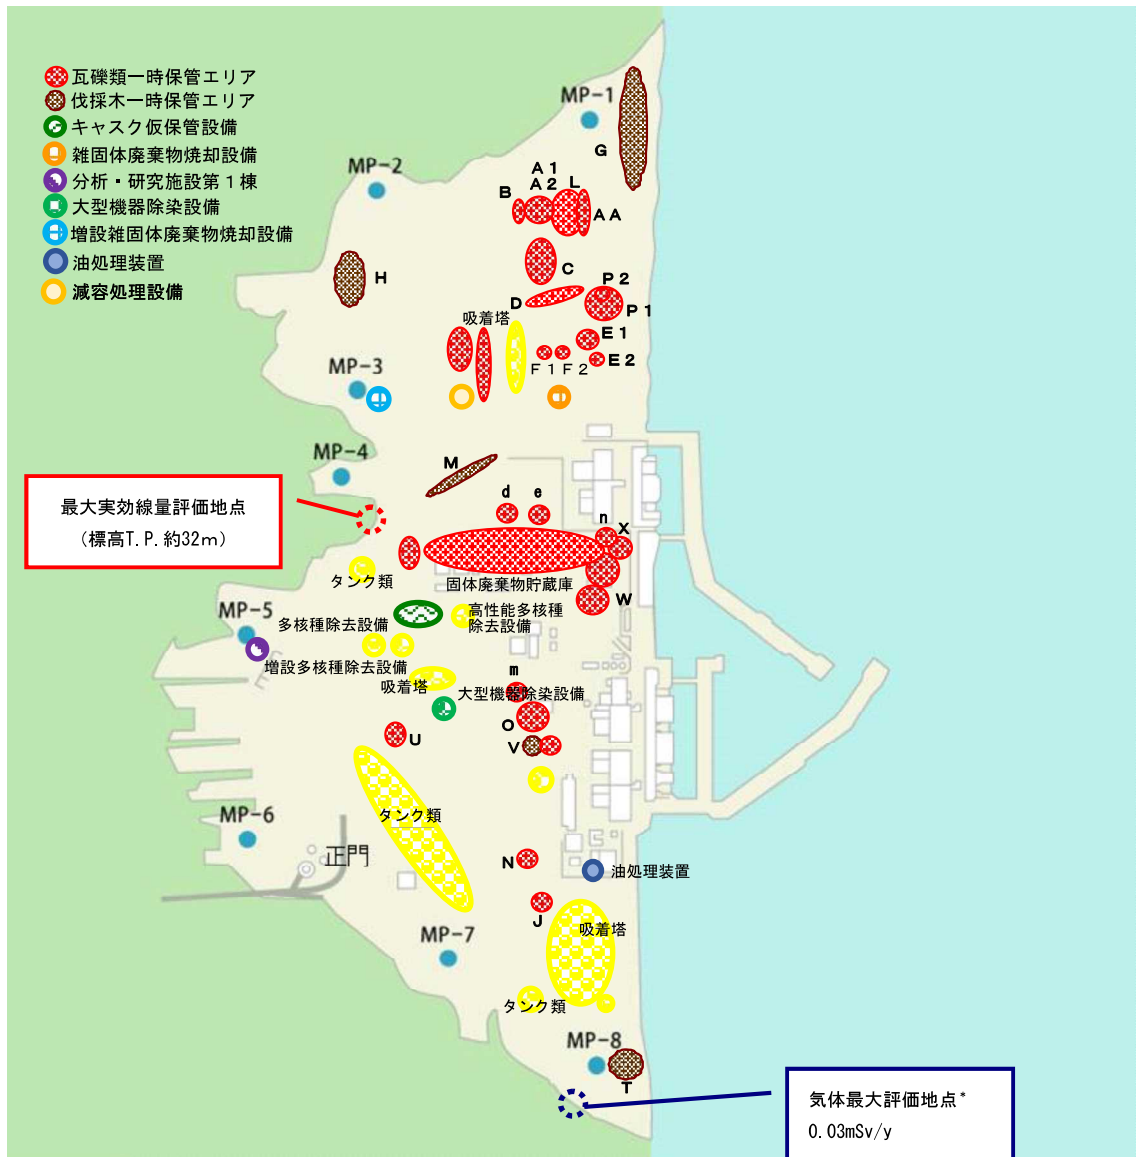 瓦礫類一時保管エリア
伐採木一時保管エリア
キャスク仮保管設備
雑固体廃棄物焼却設備
分析・研究施設第１棟
大型機器除染設備
増設雑固体廃棄物焼却設備
油処理装置
減容処理設備
MP-1
G
MP-2
A１
A２
L
B
AA
H
C
P２
D
P１
吸着塔
E１
E２
F１
F２
MP-3
MP-4
M
d
e
n
X
最大実効線量評価地点
（標高T.P.約32m）
タンク類
固体廃棄物貯蔵庫
W
MP-5
多核種除去設備
高性能多核種
除去設備
増設多核種除去設備
吸着塔
m
大型機器除染設備
O
U
V
タンク類
MP-6
正門
N
油処理装置
J
吸着塔
MP-7
タンク類
MP-8
T
気体最大評価地点*
0.03mSv/y